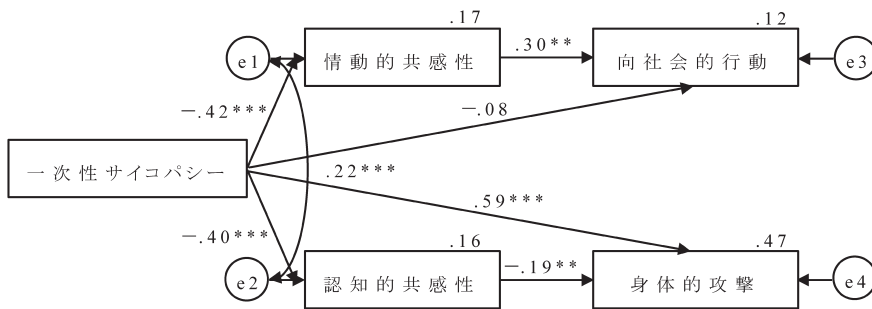 .17
.12
e1
情動的共感性
.30**
向社会的行動
e3
−.42***
−.08
一次性サイコパシー
.22***
.59***
−.40***
.16
.47
e2
認知的共感性
−.19**
身体的攻撃
e4